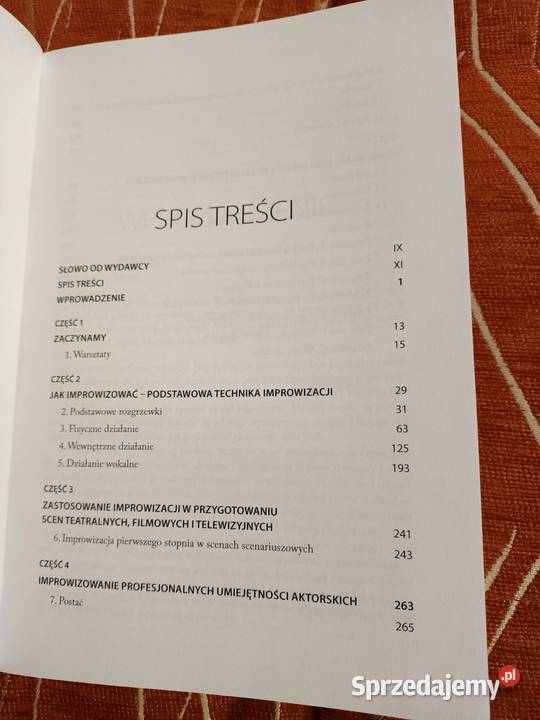 SPIS TREŚCI
SŁOWO OD WYDAWCY IX
SPIS TREŚCI XI
WPROWADZENIE 1
CZĘŚĆ 1
ZACZYNAMY 13
1. Warsztaty 15
CZĘŚĆ 2
JAK IMPROWIZOWAĆ – PODSTAWOWA TECHNIKA IMPROWIZACJI 29
2. Podstawowe rozgrzewki 31
3. Fizyczne działanie 63
4. Wewnętrzne działanie 125
5. Działanie wokalne 193
CZĘŚĆ 3
ZASTOSOWANIE IMPROWIZACJI W PRZYGOTOWANIU
SCEN TEATRALNYCH, FILMOWYCH I TELEWIZYJNYCH 241
6. Improwizacja pierwszego stopnia w scenach scenariuszowych 243
CZĘŚĆ 4
IMPROWIZOWANIE PROFESJONALNYCH UMIEJĘTNOŚCI AKTORSKICH 263
7. Postać 265
Sprzedajemy.pl